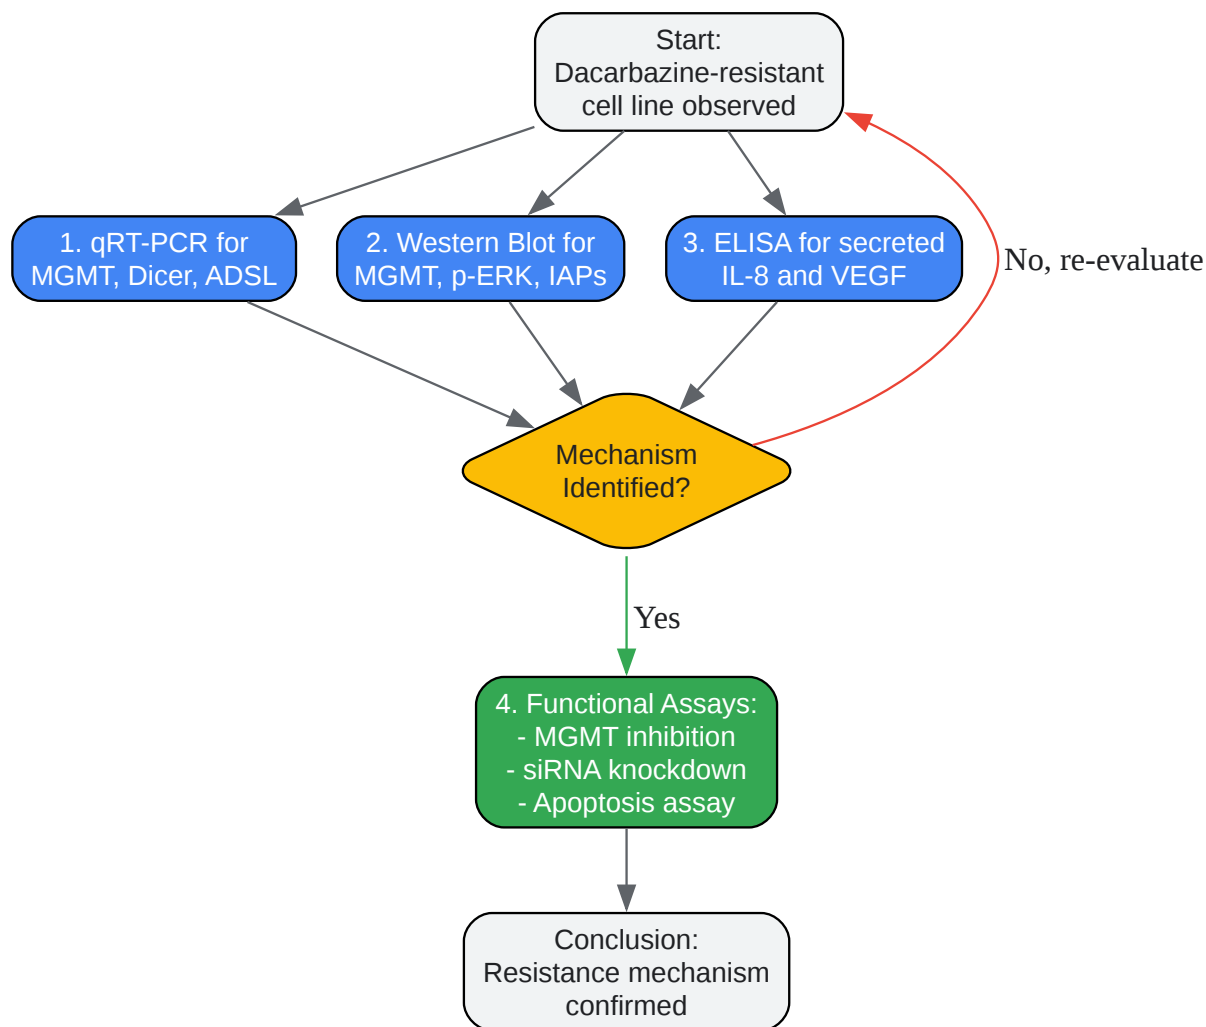 Start:
Dacarbazine-resistant
cell line observed
1. qRT-PCR for
MGMT, Dicer, ADSL
2. Western Blot for
MGMT, p-ERK, IAPs
3. ELISA for secreted
IL-8 and VEGF
No, re-evaluate
Mechanism
Identified?
Yes
4. Functional Assays:
- MGMT inhibition
- siRNA knockdown
- Apoptosis assay
Conclusion:
Resistance mechanism
confirmed